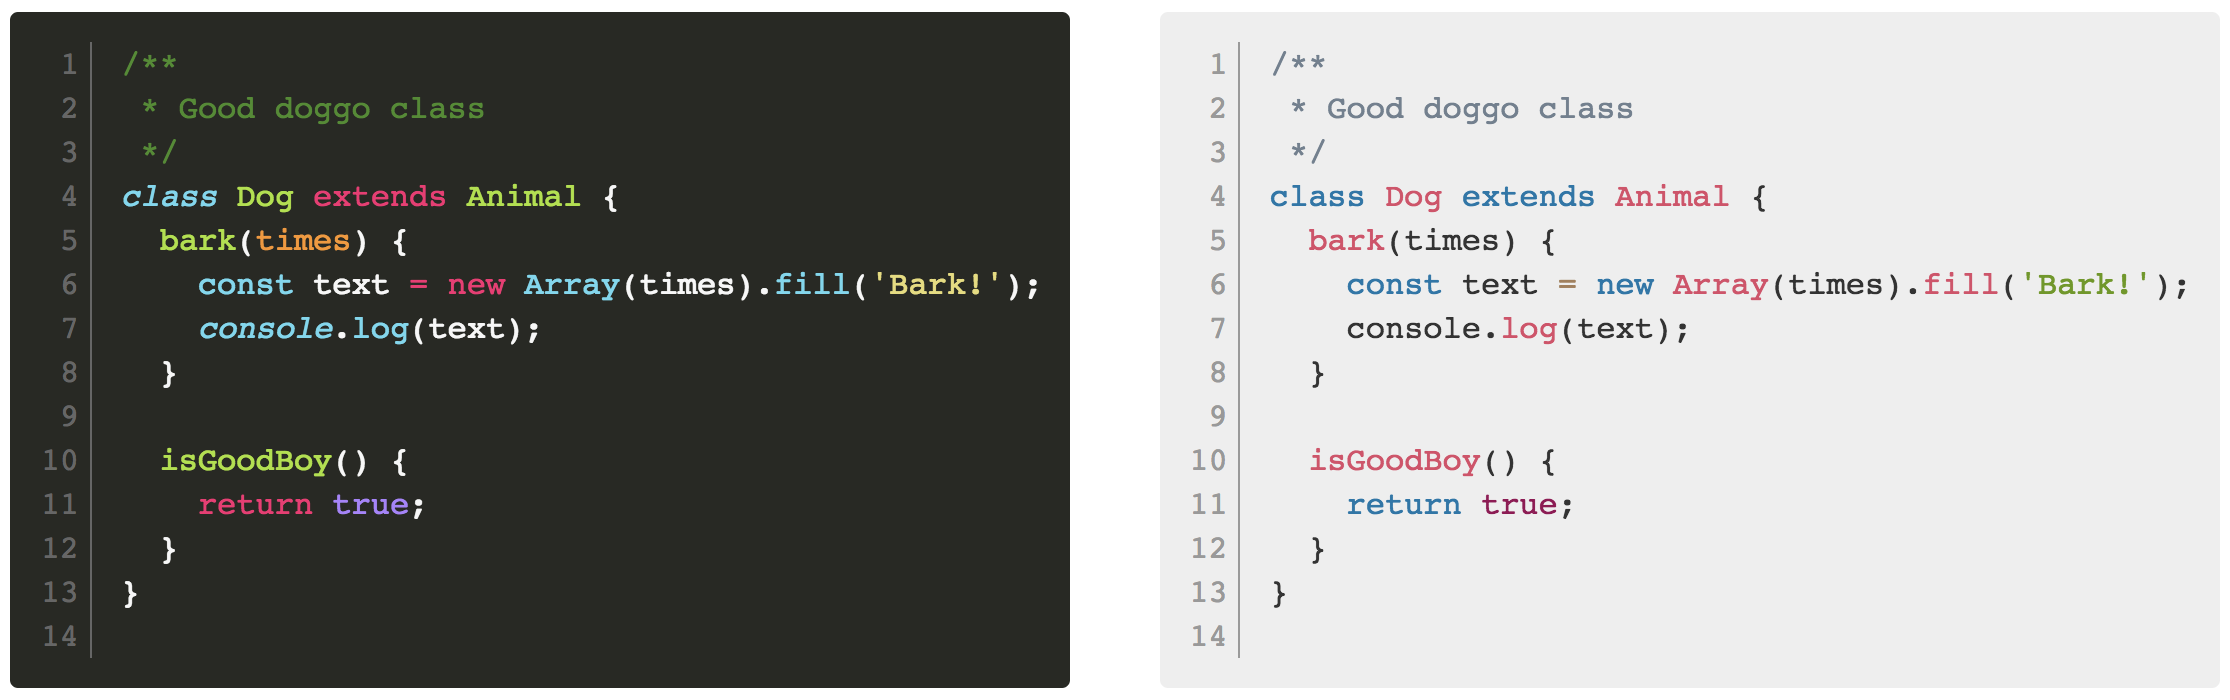 1 /**
2  * Good doggo class
3  */
4 class Dog extends Animal {
5   bark(times) {
6     const text = new Array(times).fill('Bark!');
7     console.log(text);
8   }
9
10   isGoodBoy() {
11     return true;
12   }
13 }
14
1 /**
2  * Good doggo class
3  */
4 class Dog extends Animal {
5   bark(times) {
6     const text = new Array(times).fill('Bark!');
7     console.log(text);
8   }
9
10   isGoodBoy() {
11     return true;
12   }
13 }
14